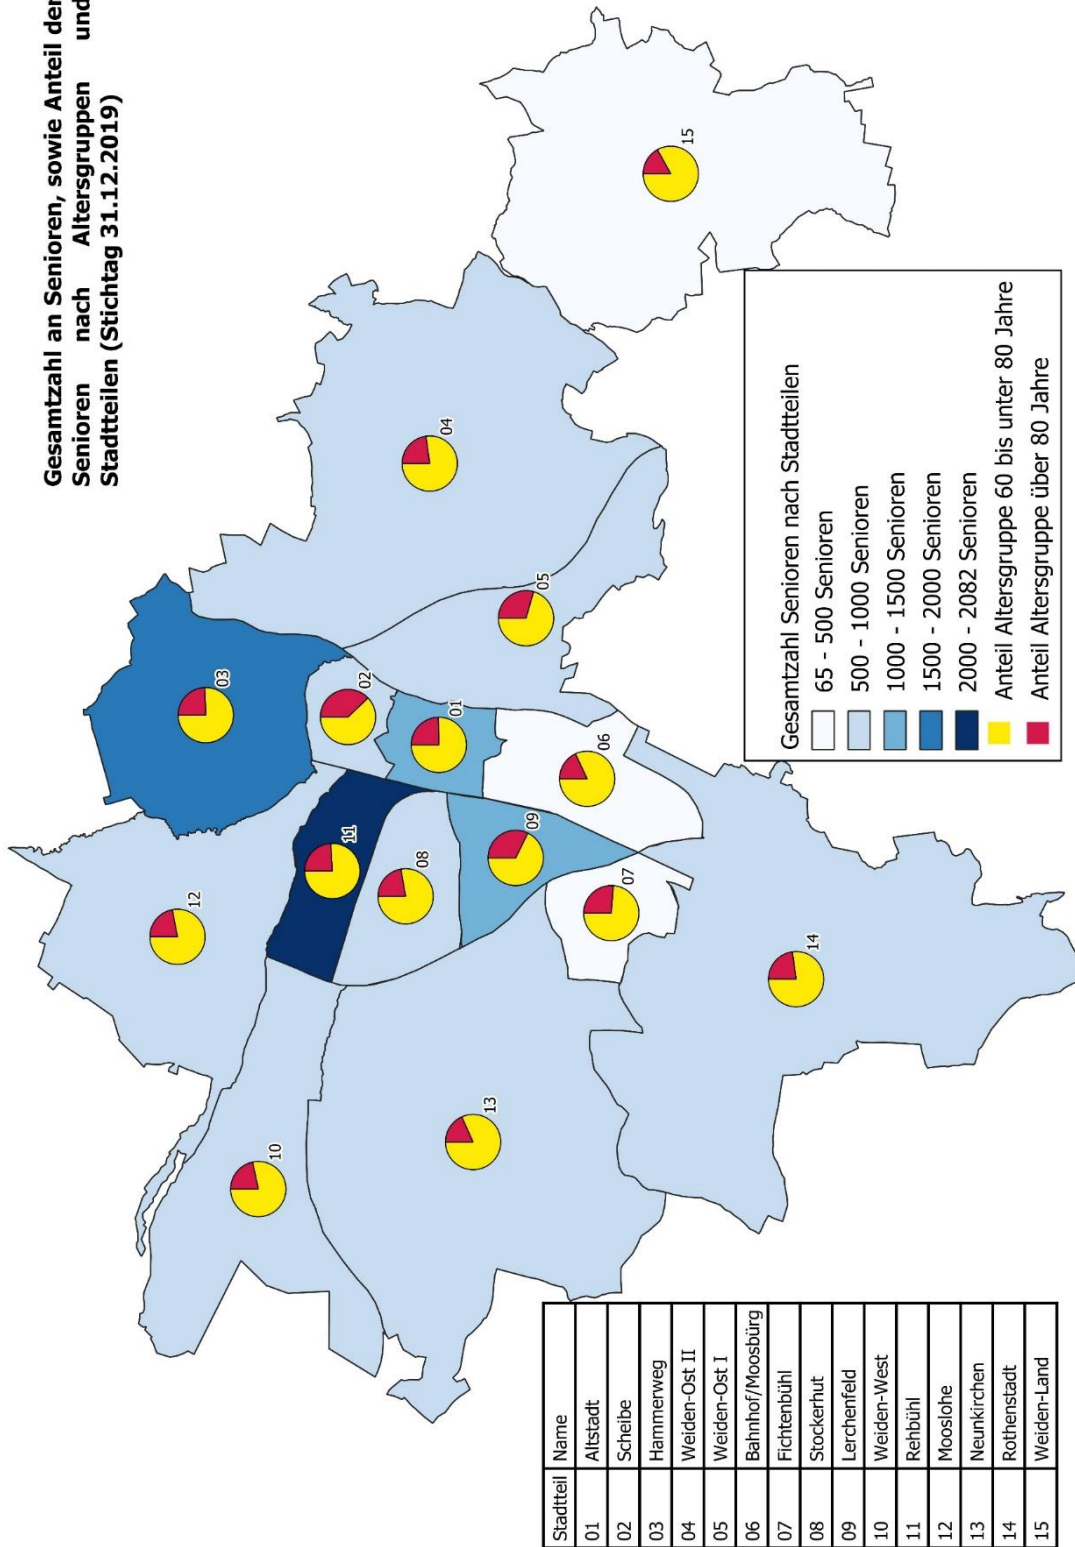 Gesamtzahl an Senioren, sowie Anteil der
Senioren nach Altersgruppen und
Stadtteilen (Stichtag 31.12.2019)
12
03
10
11
02
08
01
04
13
09
05
06
07
15
14
Stadtteil Name
01 Altstadt
02 Scheibe
03 Hammerweg
04 Weiden-Ost II
05 Weiden-Ost I
06 Bahnhof/Moosbürg
07 Fichtenbühl
08 Stockerhut
09 Lerchenfeld
10 Weiden-West
11 Rehbühl
12 Mooslohe
13 Neunkirchen
14 Rothenstadt
15 Weiden-Land
Gesamtzahl Senioren nach Stadtteilen
65 - 500 Senioren
500 - 1000 Senioren
1000 - 1500 Senioren
1500 - 2000 Senioren
2000 - 2082 Senioren
Anteil Altersgruppe 60 bis unter 80 Jahre
Anteil Altersgruppe über 80 Jahre